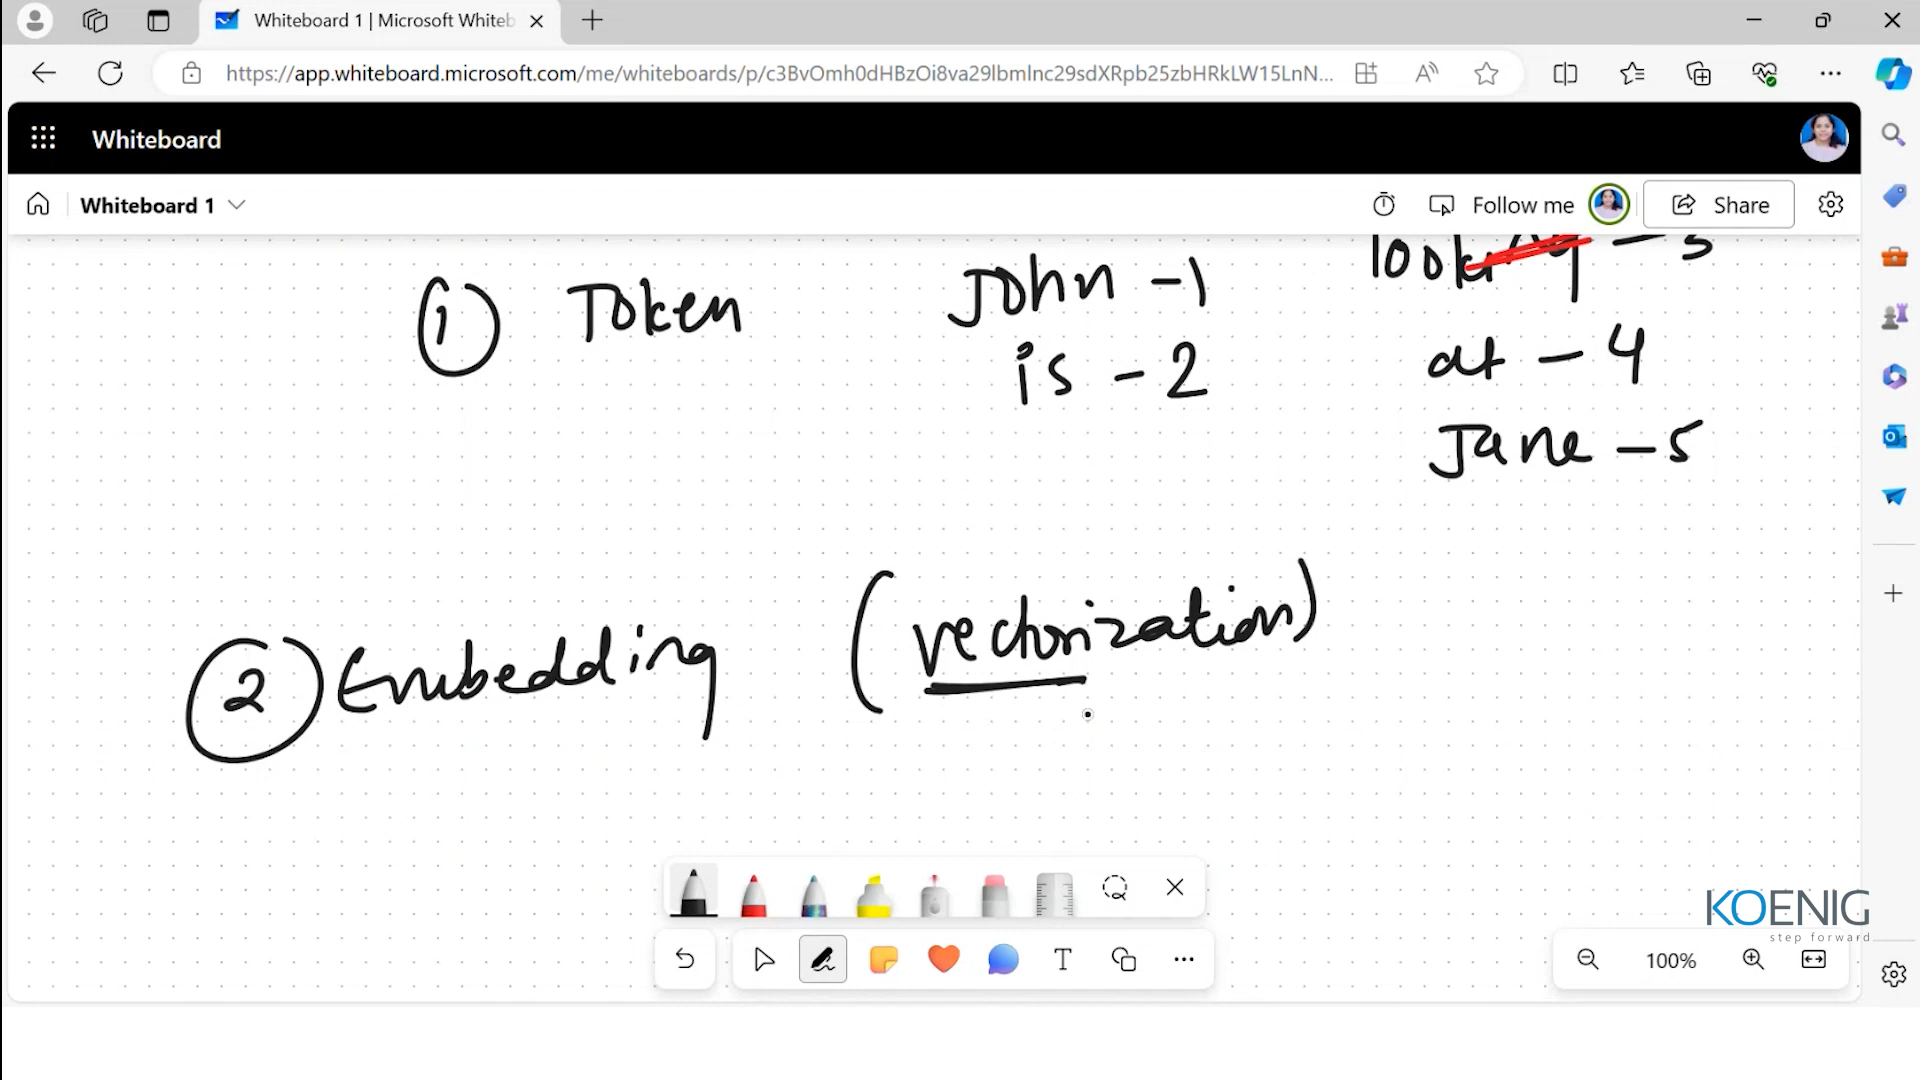 Whiteboard 1 | Microsoft Whiteb
https://app.whiteboard.microsoft.com/me/whiteboards/p/c3BvOmh0dHBzOi8va29lbmlnc29sdXRpb25zbHRkLW15LnN...
Whiteboard
Whiteboard 1
Follow me
Share
looking - 3
1 Token
John - 1
is - 2
at - 4
Jane - 5
2 Embedding (vectorization)
KOENIG
step forward
100%